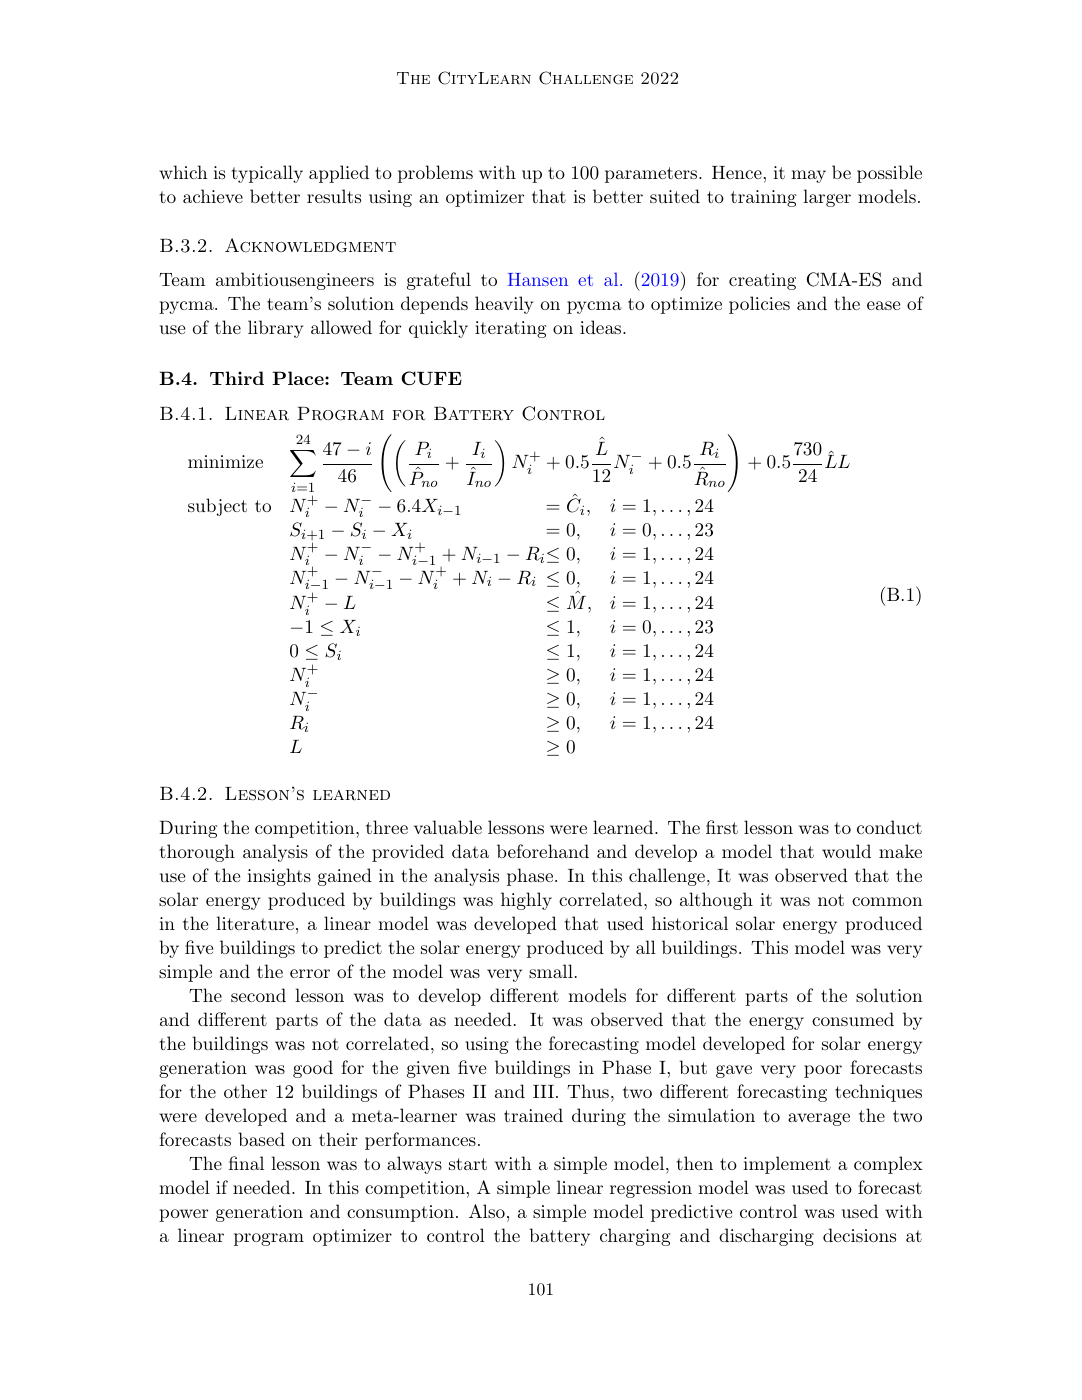 THE CITYLEARN CHALLENGE 2022
which is typically applied to problems with up to 100 parameters. Hence, it may be possible
to achieve better results using an optimizer that is better suited to training larger models.
B.3.2. ACKNOWLEDGMENT
Team ambitiousengineers is grateful to Hansen et al. (2019) for creating CMA-ES and
pycma. The team's solution depends heavily on pycma to optimize policies and the ease of
use of the library allowed for quickly iterating on ideas.
B.4. Third Place: Team CUFE
B.4.1. LINEAR PROGRAM FOR BATTERY CONTROL
minimize $\sum_{i=1}^{24} \frac{47-i}{46} \left( \left( \frac{P_i}{\hat{P}_{no}} + \frac{I_i}{\hat{I}_{no}} \right) N_i^+ + 0.5 \frac{\hat{L}}{12} N_i^- + 0.5 \frac{R_i}{\hat{R}_{no}} \right) + 0.5 \frac{730}{24} \hat{L} L$
subject to $N_i^+ - N_i^- - 6.4X_{i-1} = \hat{C}_i, \quad i = 1, \ldots, 24$
$S_{i+1} - S_i - X_i = 0, \quad i = 0, \ldots, 23$
$N_i^+ - N_i^- - N_{i-1}^+ + N_{i-1} - R_i \leq 0, \quad i = 1, \ldots, 24$
$N_{i-1}^+ - N_{i-1}^- - N_i^+ + N_i - R_i \leq 0, \quad i = 1, \ldots, 24$
$N_i^+ - L \leq \hat{M}, \quad i = 1, \ldots, 24$
(B.1)
$-1 \leq X_i \leq 1, \quad i = 0, \ldots, 23$
$0 \leq S_i \leq 1, \quad i = 1, \ldots, 24$
$N_i^+ \geq 0, \quad i = 1, \ldots, 24$
$N_i^- \geq 0, \quad i = 1, \ldots, 24$
$R_i \geq 0, \quad i = 1, \ldots, 24$
$L \geq 0$
B.4.2. LESSON'S LEARNED
During the competition, three valuable lessons were learned. The first lesson was to conduct
thorough analysis of the provided data beforehand and develop a model that would make
use of the insights gained in the analysis phase. In this challenge, It was observed that the
solar energy produced by buildings was highly correlated, so although it was not common
in the literature, a linear model was developed that used historical solar energy produced
by five buildings to predict the solar energy produced by all buildings. This model was very
simple and the error of the model was very small.
The second lesson was to develop different models for different parts of the solution
and different parts of the data as needed. It was observed that the energy consumed by
the buildings was not correlated, so using the forecasting model developed for solar energy
generation was good for the given five buildings in Phase I, but gave very poor forecasts
for the other 12 buildings of Phases II and III. Thus, two different forecasting techniques
were developed and a meta-learner was trained during the simulation to average the two
forecasts based on their performances.
The final lesson was to always start with a simple model, then to implement a complex
model if needed. In this competition, A simple linear regression model was used to forecast
power generation and consumption. Also, a simple model predictive control was used with
a linear program optimizer to control the battery charging and discharging decisions at
101